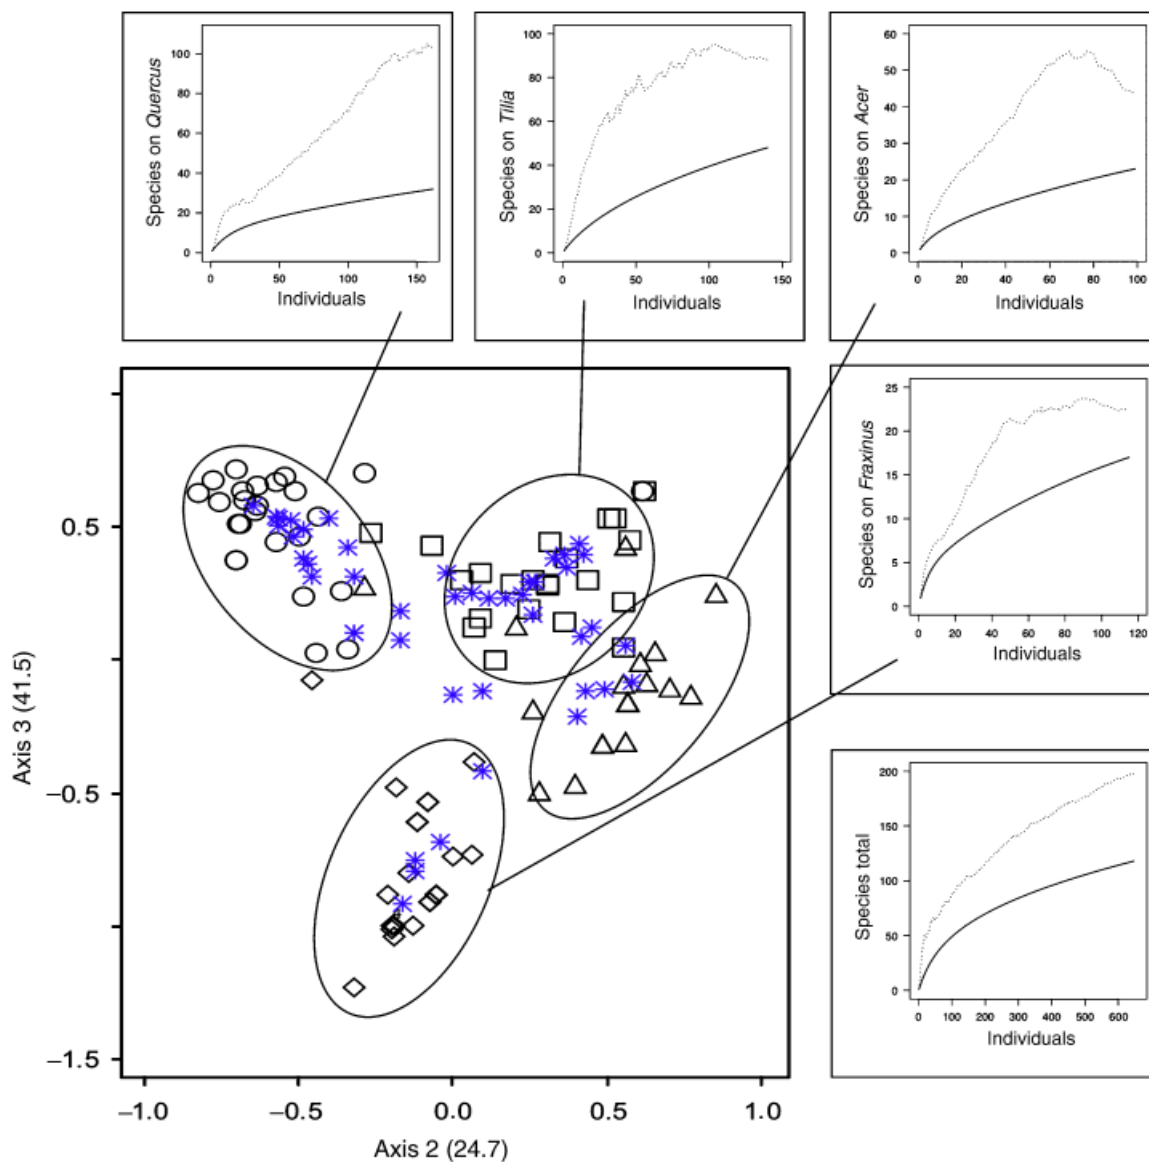 Species on Quercus
100
80
60
40
20
0
0 50 100 150
Individuals
Species on Tilia
100
80
60
40
20
0
0 50 100 150
Individuals
Species on Acer
60
50
40
30
20
10
0
0 20 40 60 80 100
Individuals
Species on Fraxinus
25
20
15
10
5
0
0 20 40 60 80 100 120
Individuals
Species total
200
150
100
50
0
0 100 200 300 400 500 600
Individuals
Axis 3 (41.5)
0.5
−0.5
−1.5
−1.0 −0.5 0.0 0.5 1.0
Axis 2 (24.7)